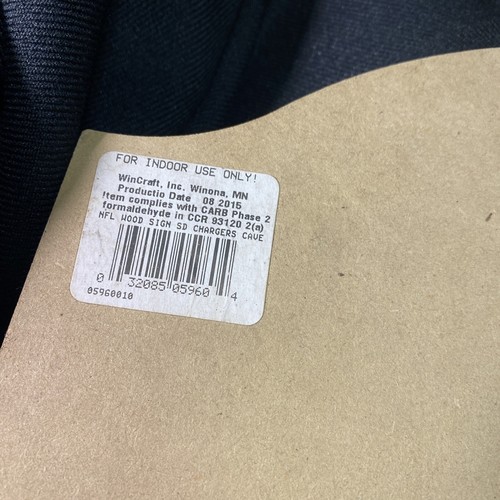 FOR INDOOR USE ONLY!
WinCraft, Inc. Winona, MN
Productio Date 08 2015
Item complies with CARB Phase 2
formaldehyde in CCR 93120 2(a)
NFL WOOD SIGN SD CHARGERS CAVE
0 32085 05960 4
05960010